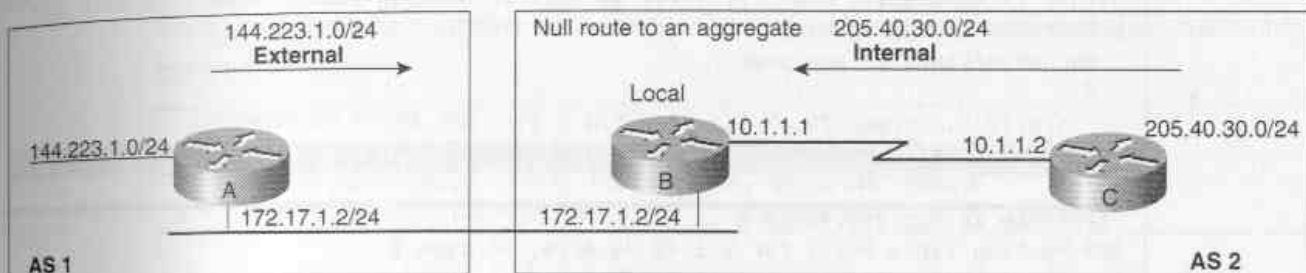 144.223.1.0/24
External
Null route to an aggregate
205.40.30.0/24
Internal
Local
144.223.1.0/24
A
172.17.1.2/24
AS 1
10.1.1.1
B
172.17.1.2/24
10.1.1.2
C
205.40.30.0/24
AS 2